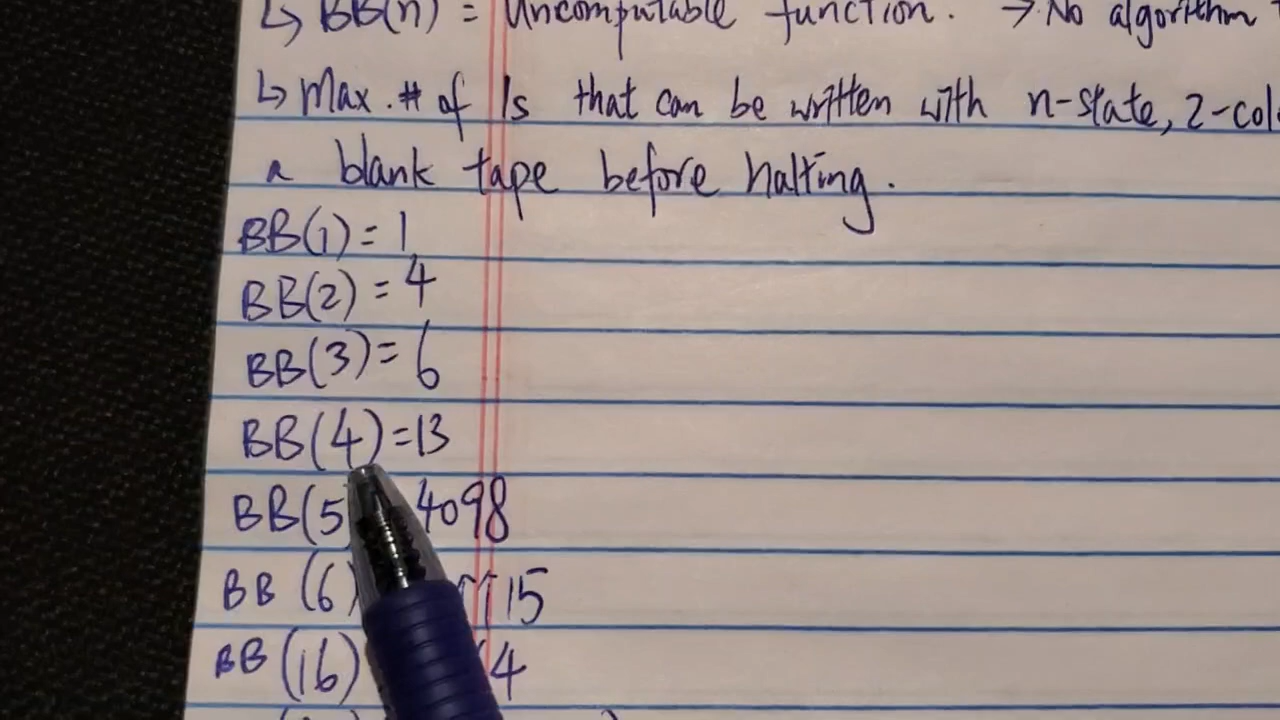 ↳ BB(n) = Uncomputable function. → No algorithm
↳ Max. # of 1s that can be written with n-state, 2-col
a blank tape before halting.
BB(1) = 1
BB(2) = 4
BB(3) = 6
BB(4) = 13
BB(5 4098
BB (6) ↑↑15
BB (16) 4